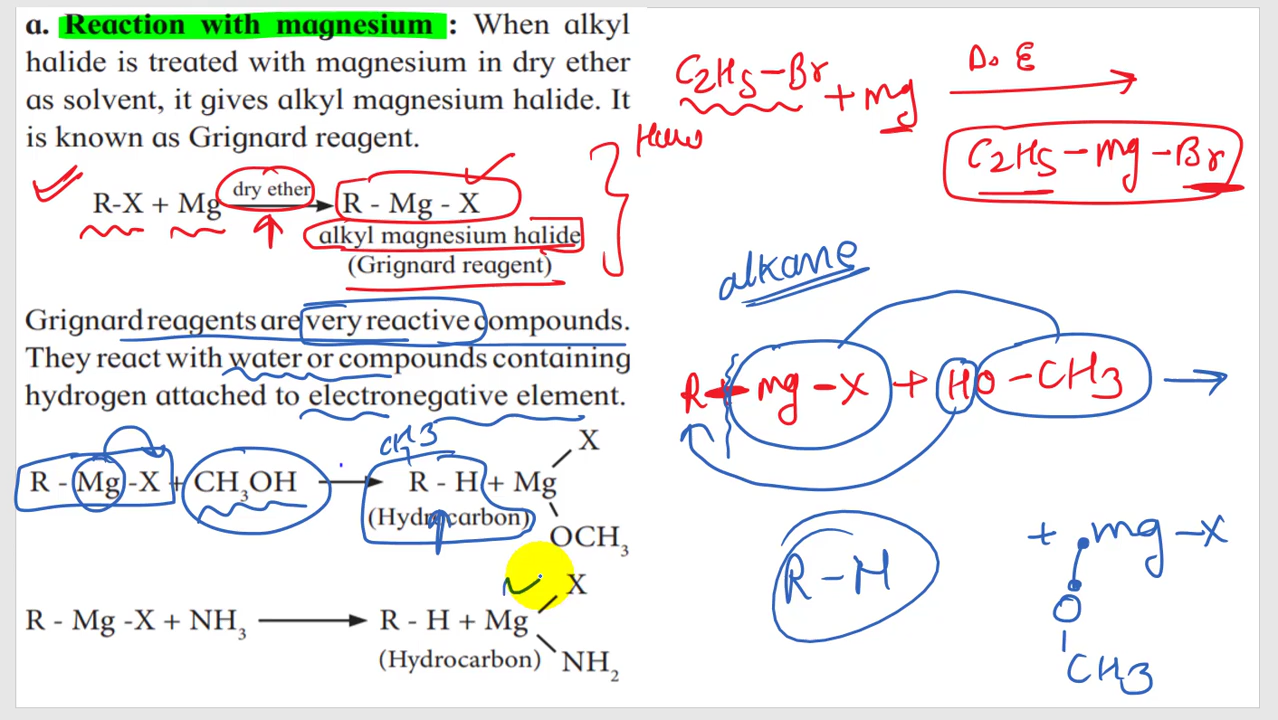 a. Reaction with magnesium : When alkyl
halide is treated with magnesium in dry ether
as solvent, it gives alkyl magnesium halide. It
is known as Grignard reagent.
R-X + Mg dry ether R - Mg - X
alkyl magnesium halide
(Grignard reagent)
Grignard reagents are very reactive compounds.
They react with water or compounds containing
hydrogen attached to electronegative element.
CH3
X
R - Mg -X + CH₃OH R - H + Mg
(Hydrocarbon)
OCH₃
X
R - Mg -X + NH₃ R - H + Mg
(Hydrocarbon) NH₂
C2H5-Br + Mg D. E
C2H5 - Mg - Br
alkane
R - Mg - X + HO - CH3
R - H + Mg - X
O
CH3